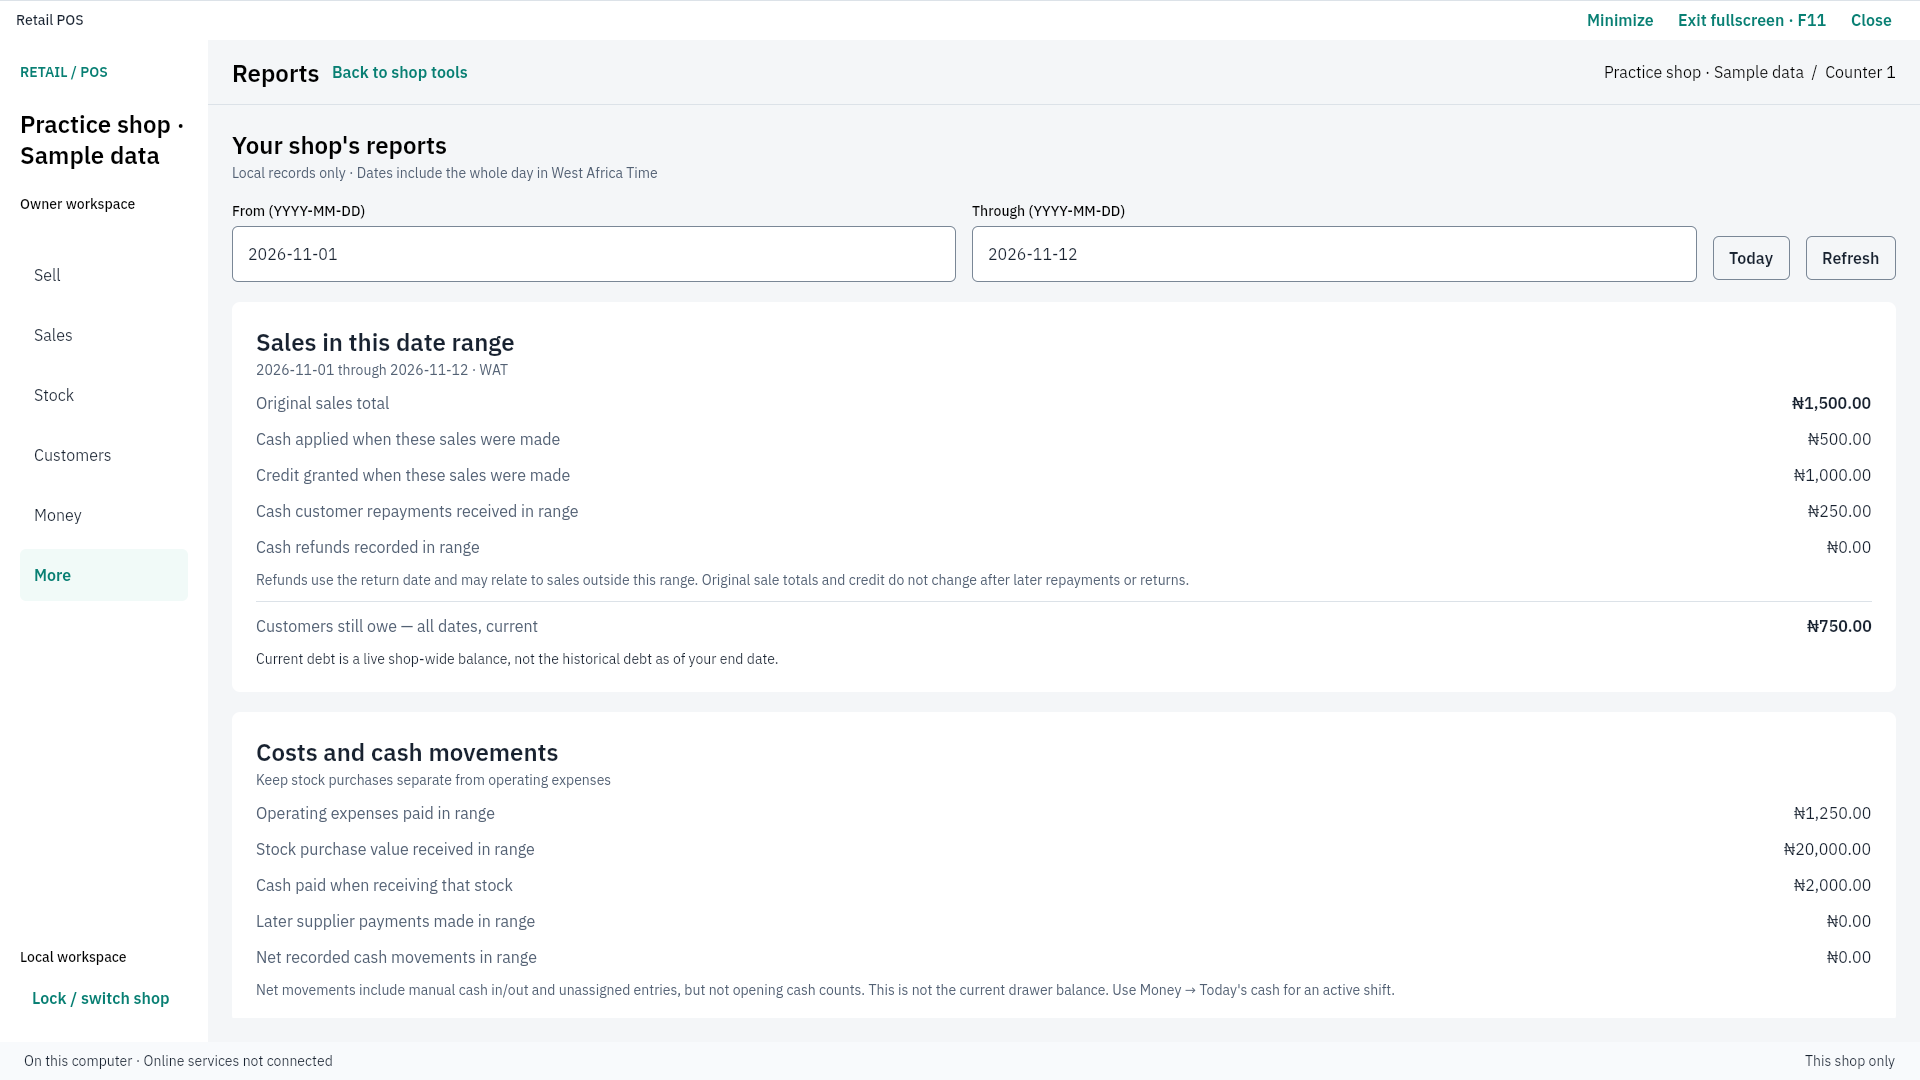 Retail POS
Minimize
Exit fullscreen · F11
Close
RETAIL / POS
Practice shop ·
Sample data
Owner workspace
Sell
Sales
Stock
Customers
Money
More
Local workspace
Lock / switch shop
Reports
Back to shop tools
Practice shop · Sample data / Counter 1
Your shop's reports
Local records only · Dates include the whole day in West Africa Time
From (YYYY-MM-DD)
2026-11-01
Through (YYYY-MM-DD)
2026-11-12
Today
Refresh
Sales in this date range
2026-11-01 through 2026-11-12 · WAT
Original sales total ₦1,500.00
Cash applied when these sales were made ₦500.00
Credit granted when these sales were made ₦1,000.00
Cash customer repayments received in range ₦250.00
Cash refunds recorded in range ₦0.00
Refunds use the return date and may relate to sales outside this range. Original sale totals and credit do not change after later repayments or returns.
Customers still owe — all dates, current ₦750.00
Current debt is a live shop-wide balance, not the historical debt as of your end date.
Costs and cash movements
Keep stock purchases separate from operating expenses
Operating expenses paid in range ₦1,250.00
Stock purchase value received in range ₦20,000.00
Cash paid when receiving that stock ₦2,000.00
Later supplier payments made in range ₦0.00
Net recorded cash movements in range ₦0.00
Net movements include manual cash in/out and unassigned entries, but not opening cash counts. This is not the current drawer balance. Use Money → Today's cash for an active shift.
On this computer · Online services not connected
This shop only